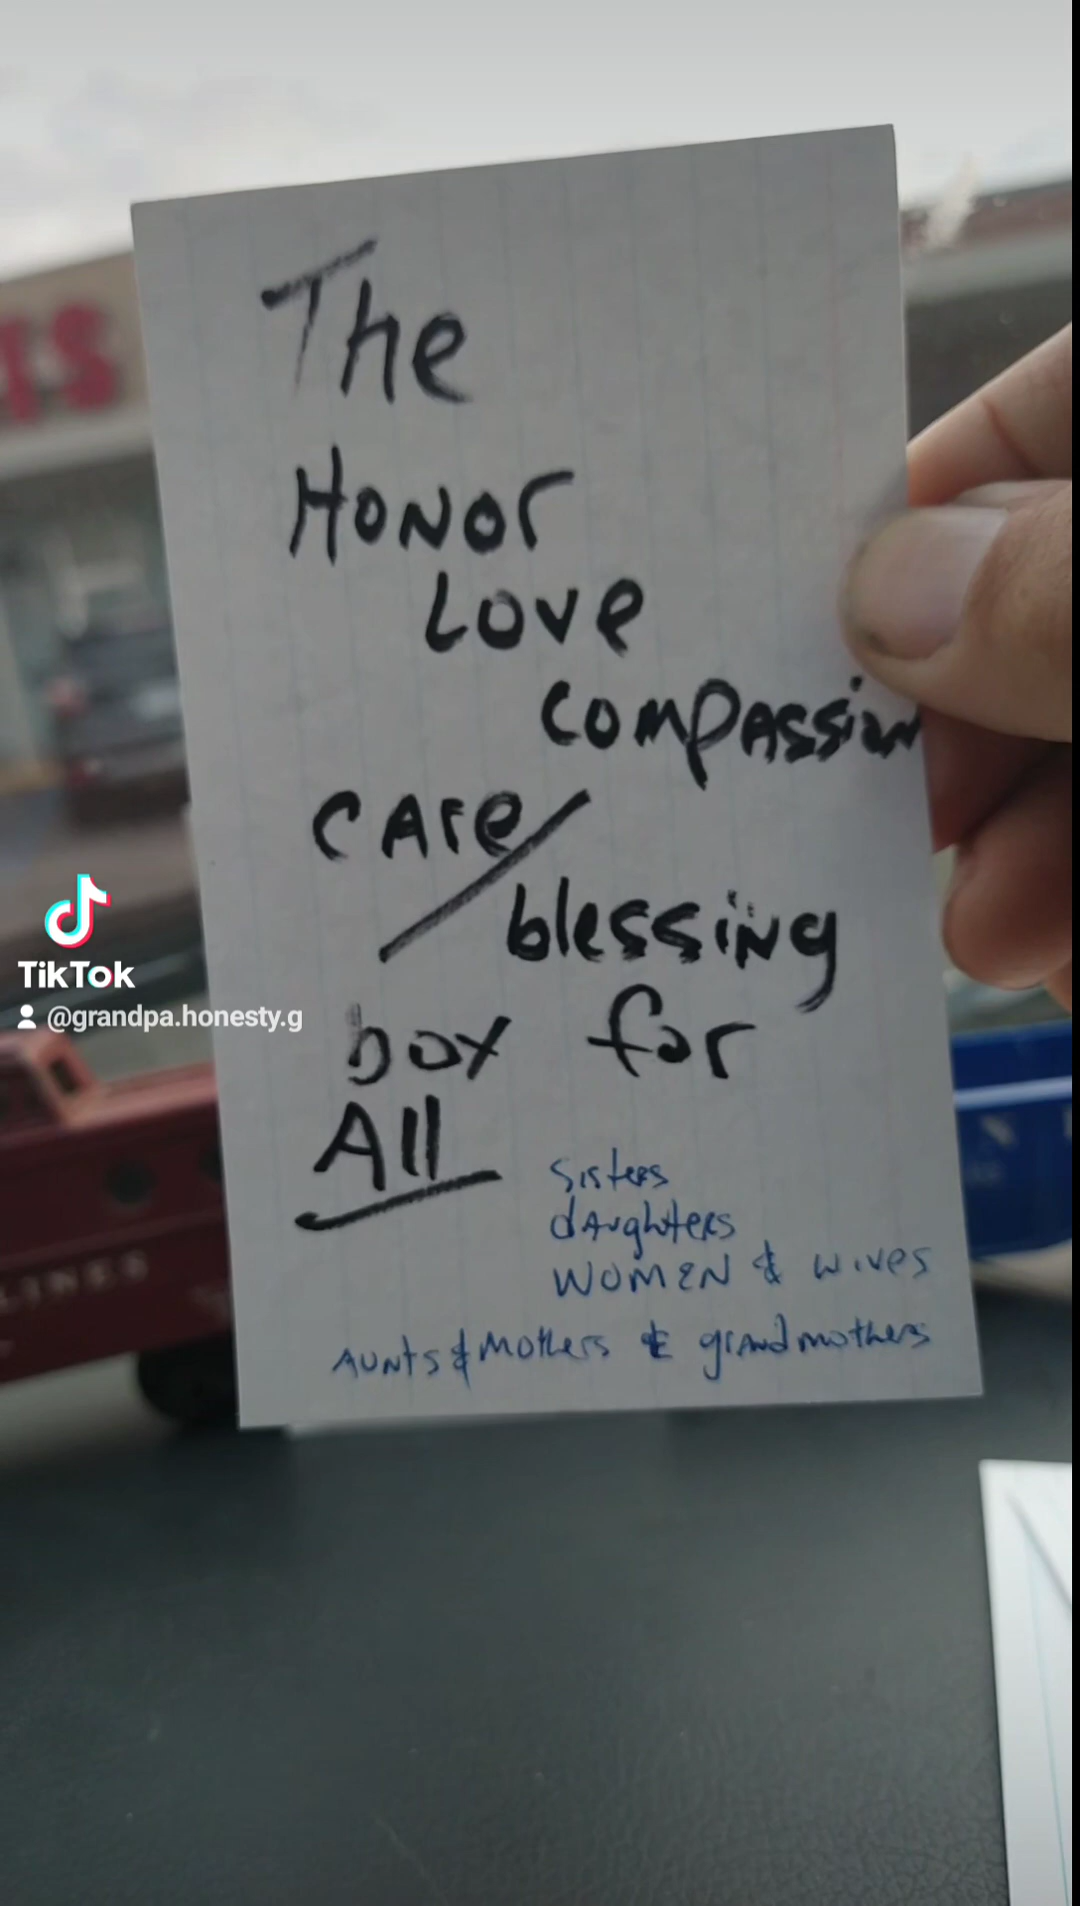 The
HONOr
Love
compassion
cAre/
blessing
box for
All
Sisters
dAughters
WOMEN & wives
AUNTS & Mothers & grandmothers
TikTok
@grandpa.honesty.g
LINES